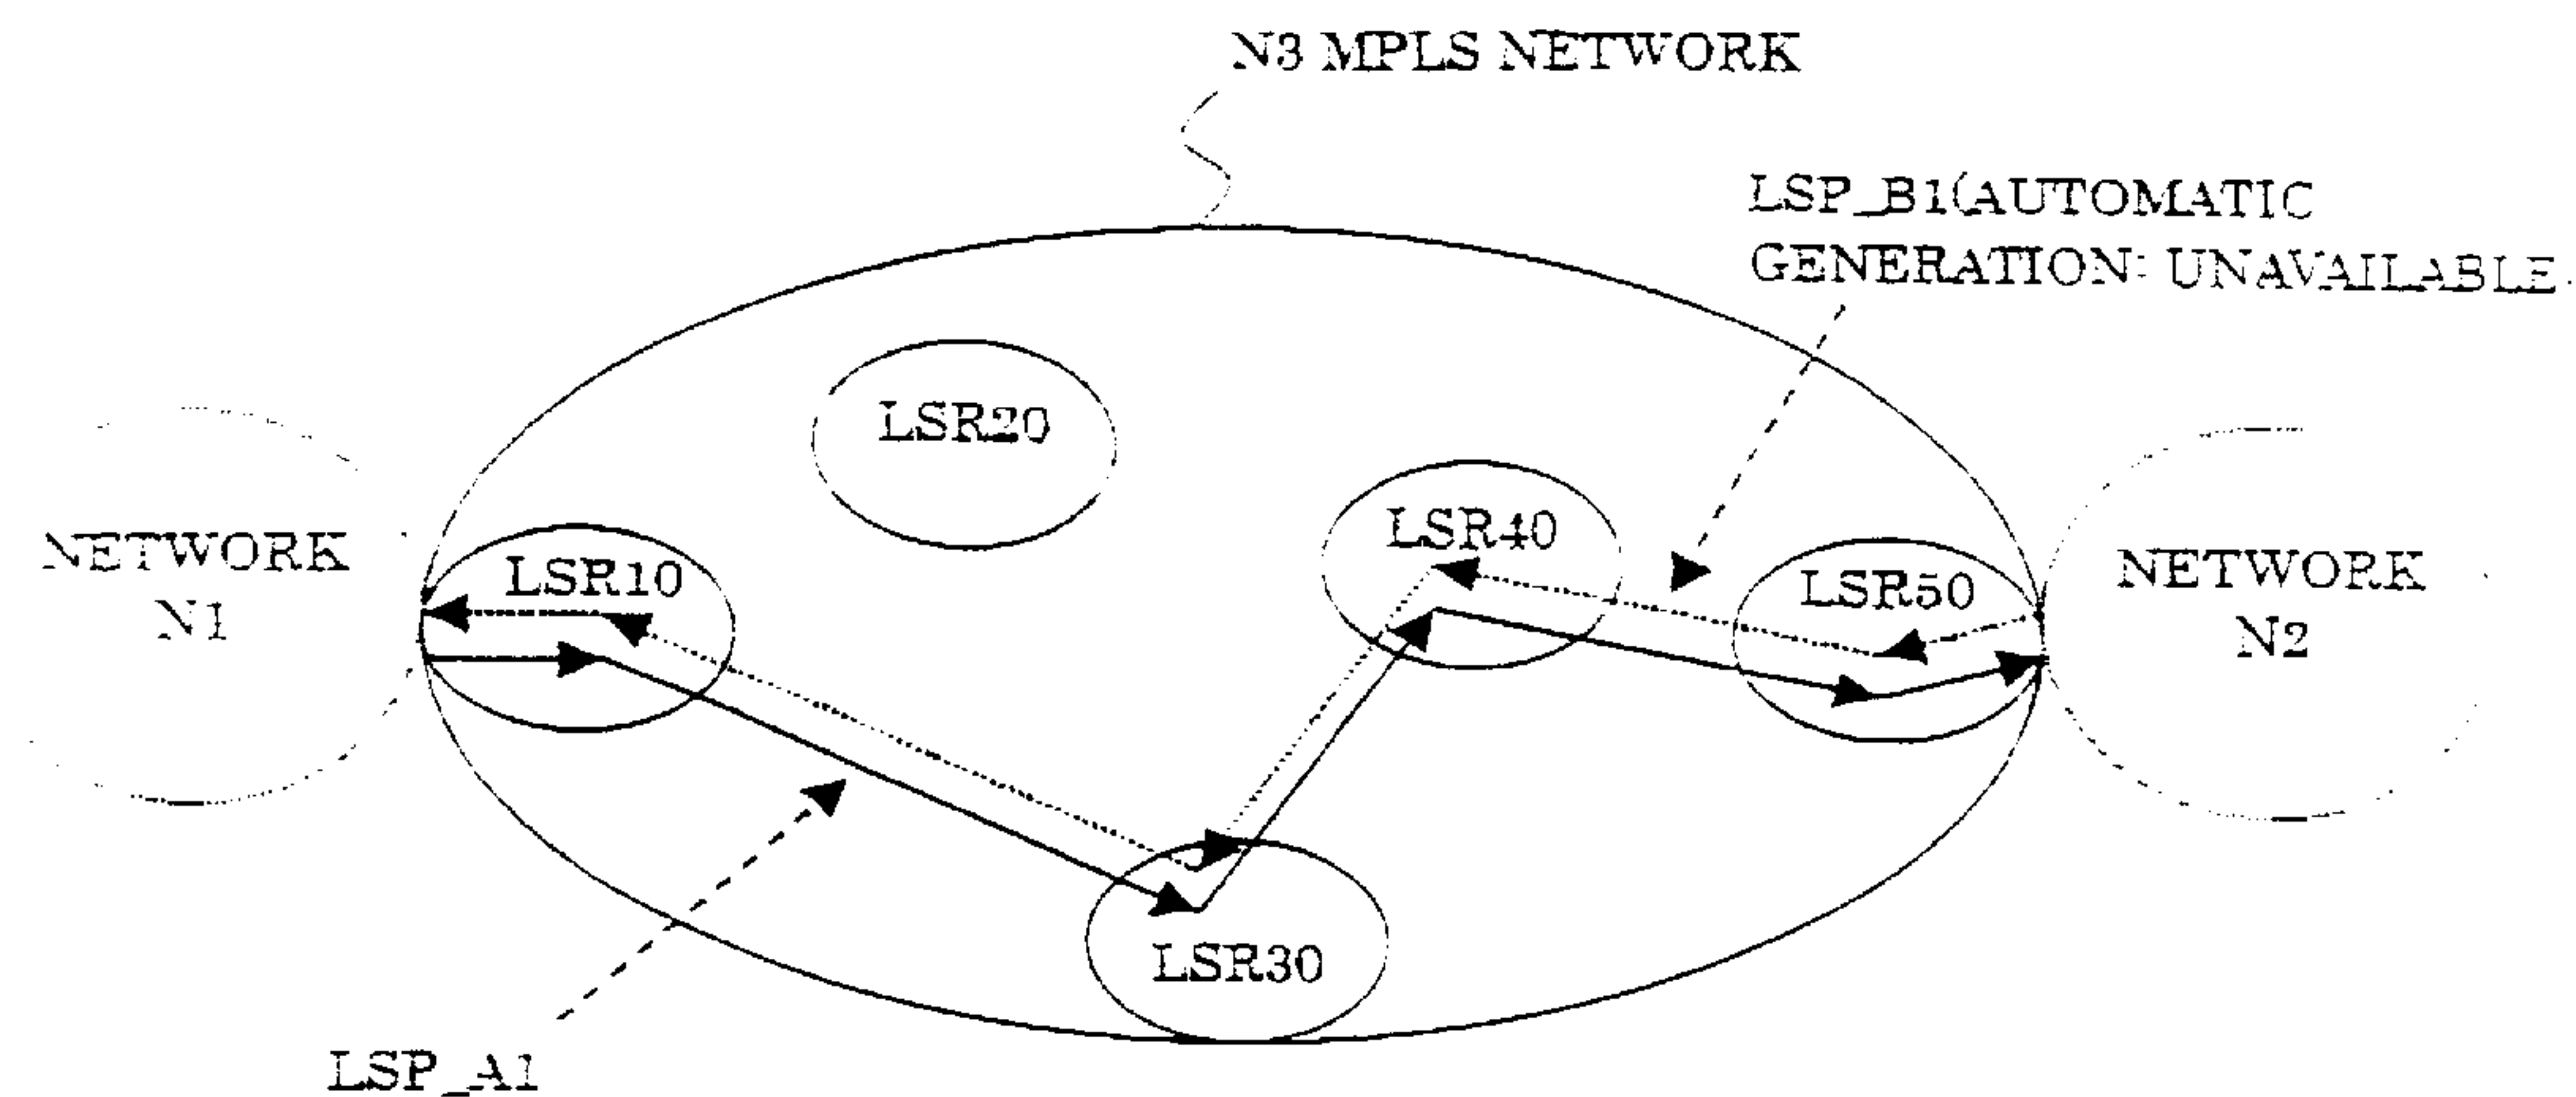 N3 MPLS NETWORK
LSP_B1(AUTOMATIC
GENERATION: UNAVAILABLE
LSR20
LSR40
NETWORK
N1
LSR10
LSR50
NETWORK
N2
LSR30
LSP_A1